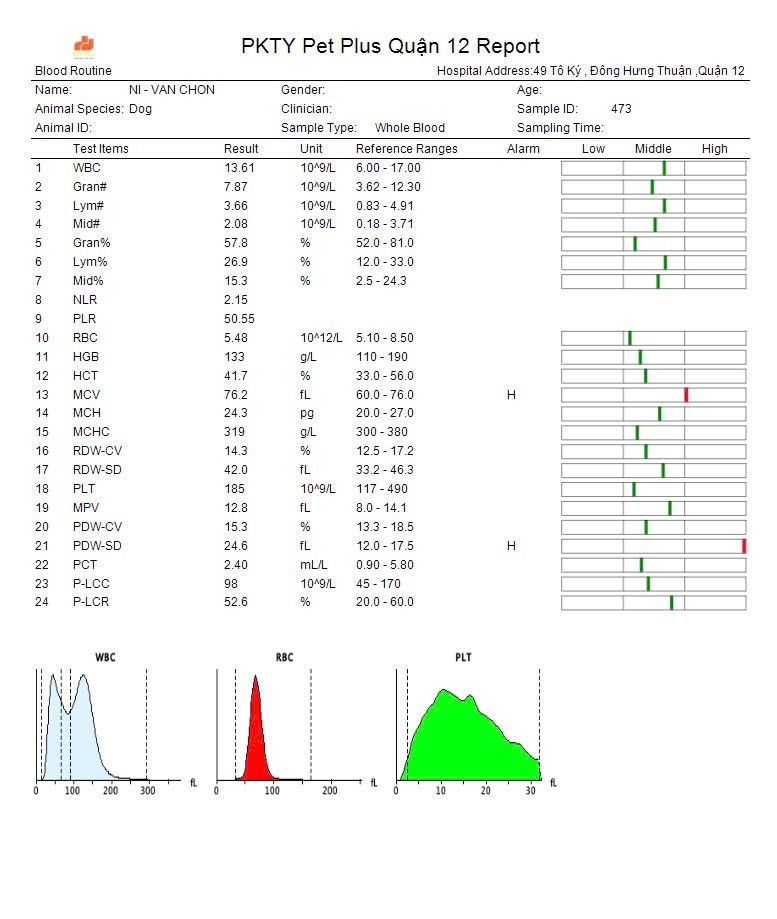 PKTY Pet Plus Quận 12 Report
Blood Routine Hospital Address:49 Tô Ký , Đông Hưng Thuận ,Quận 12
Name: NI - VAN CHON Gender: Age:
Animal Species: Dog Clinician: Sample ID: 473
Animal ID: Sample Type: Whole Blood Sampling Time:
Test Items Result Unit Reference Ranges Alarm Low Middle High
1 WBC 13.61 10^9/L 6.00 - 17.00
2 Gran# 7.87 10^9/L 3.62 - 12.30
3 Lym# 3.66 10^9/L 0.83 - 4.91
4 Mid# 2.08 10^9/L 0.18 - 3.71
5 Gran% 57.8 % 52.0 - 81.0
6 Lym% 26.9 % 12.0 - 33.0
7 Mid% 15.3 % 2.5 - 24.3
8 NLR 2.15
9 PLR 50.55
10 RBC 5.48 10^12/L 5.10 - 8.50
11 HGB 133 g/L 110 - 190
12 HCT 41.7 % 33.0 - 56.0
13 MCV 76.2 fL 60.0 - 76.0 H
14 MCH 24.3 pg 20.0 - 27.0
15 MCHC 319 g/L 300 - 380
16 RDW-CV 14.3 % 12.5 - 17.2
17 RDW-SD 42.0 fL 33.2 - 46.3
18 PLT 185 10^9/L 117 - 490
19 MPV 12.8 fL 8.0 - 14.1
20 PDW-CV 15.3 % 13.3 - 18.5
21 PDW-SD 24.6 fL 12.0 - 17.5 H
22 PCT 2.40 mL/L 0.90 - 5.80
23 P-LCC 98 10^9/L 45 - 170
24 P-LCR 52.6 % 20.0 - 60.0
WBC RBC PLT
0 100 200 300 fL 0 100 200 fL 0 10 20 30 fL